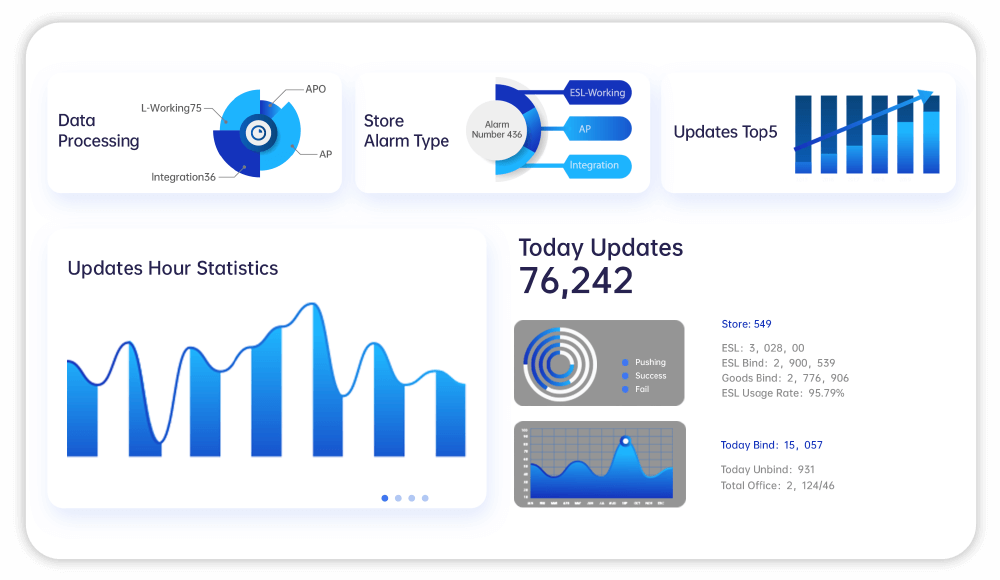 Data
Processing
L-Working75
APO
AP
Integration36
Store
Alarm Type
Alarm
Number 436
ESL-Working
AP
Integration
Updates Top5
Updates Hour Statistics
Today Updates
76,242
Pushing
Success
Fail
Store: 549
ESL: 3, 028, 00
ESL Bind: 2, 900, 539
Goods Bind: 2, 776, 906
ESL Usage Rate: 95.79%
Today Bind: 15, 057
Today Unbind: 931
Total Office: 2, 124/46